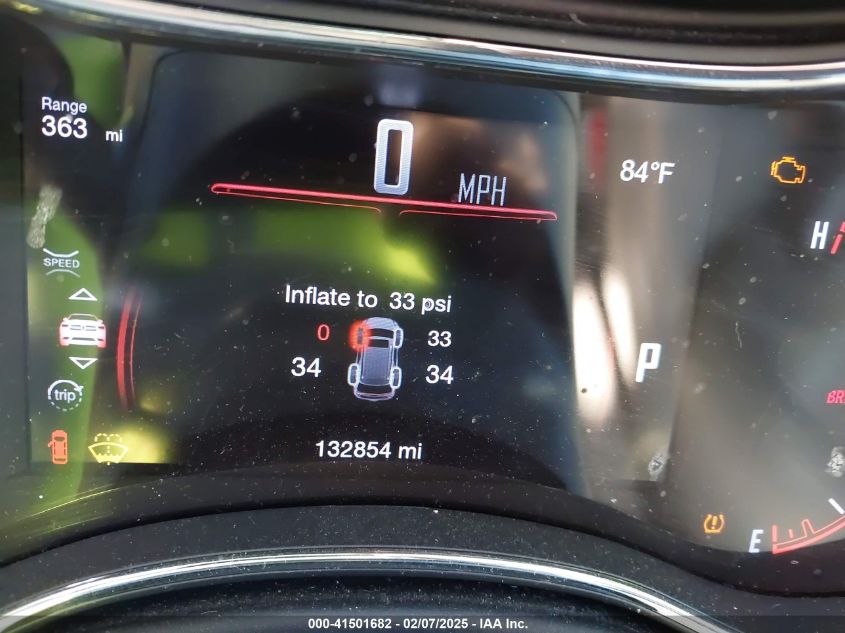 Range
363 mi
0 MPH
84°F
H
SPEED
Inflate to 33 psi
0 33
34 34
P
trip
132854 mi
E
000-41501682 - 02/07/2025 - IAA Inc.